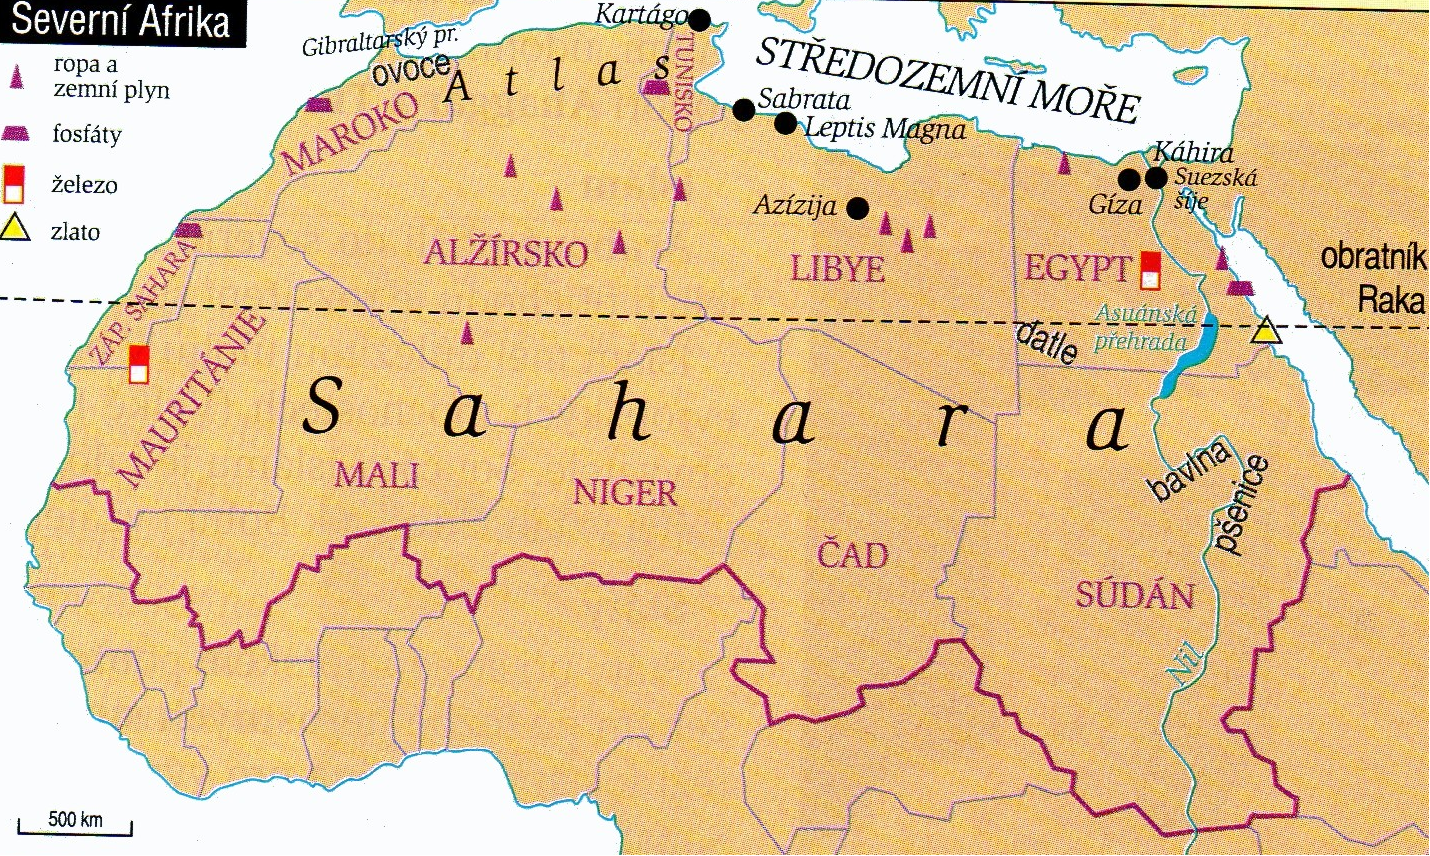 Severní Afrika
ropa a
zemní plyn
fosfáty
železo
zlato
Kartágo
Gibraltarský pr.
ovoce
Atlas
TUNISKO
STŘEDOZEMNÍ MOŘE
MAROKO
Sabrata
Leptis Magna
Káhira
Suezská
šíje
Gíza
Azízija
ALŽÍRSKO
LIBYE
EGYPT
obratník
Raka
ZÁP. SAHARA
Asuánská
přehrada
datle
MAURITÁNIE
Sahara
MALI
NIGER
bavlna
pšenice
ČAD
SÚDÁN
Nil
500 km